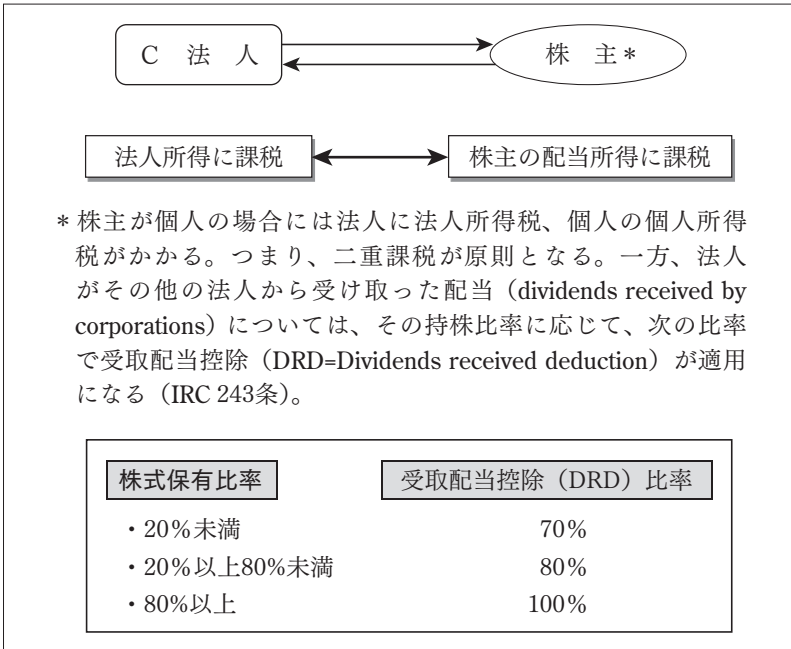 C 法 人
株 主*
法人所得に課税
株主の配当所得に課税
* 株主が個人の場合には法人に法人所得税、個人の個人所得
税がかかる。つまり、二重課税が原則となる。一方、法人
がその他の法人から受け取った配当(dividends received by
corporations)については、その持株比率に応じて、次の比率
で受取配当控除(DRD=Dividends received deduction)が適用
になる(IRC 243条)。
株式保有比率 受取配当控除(DRD)比率
・20%未満 70%
・20%以上80%未満 80%
・80%以上 100%